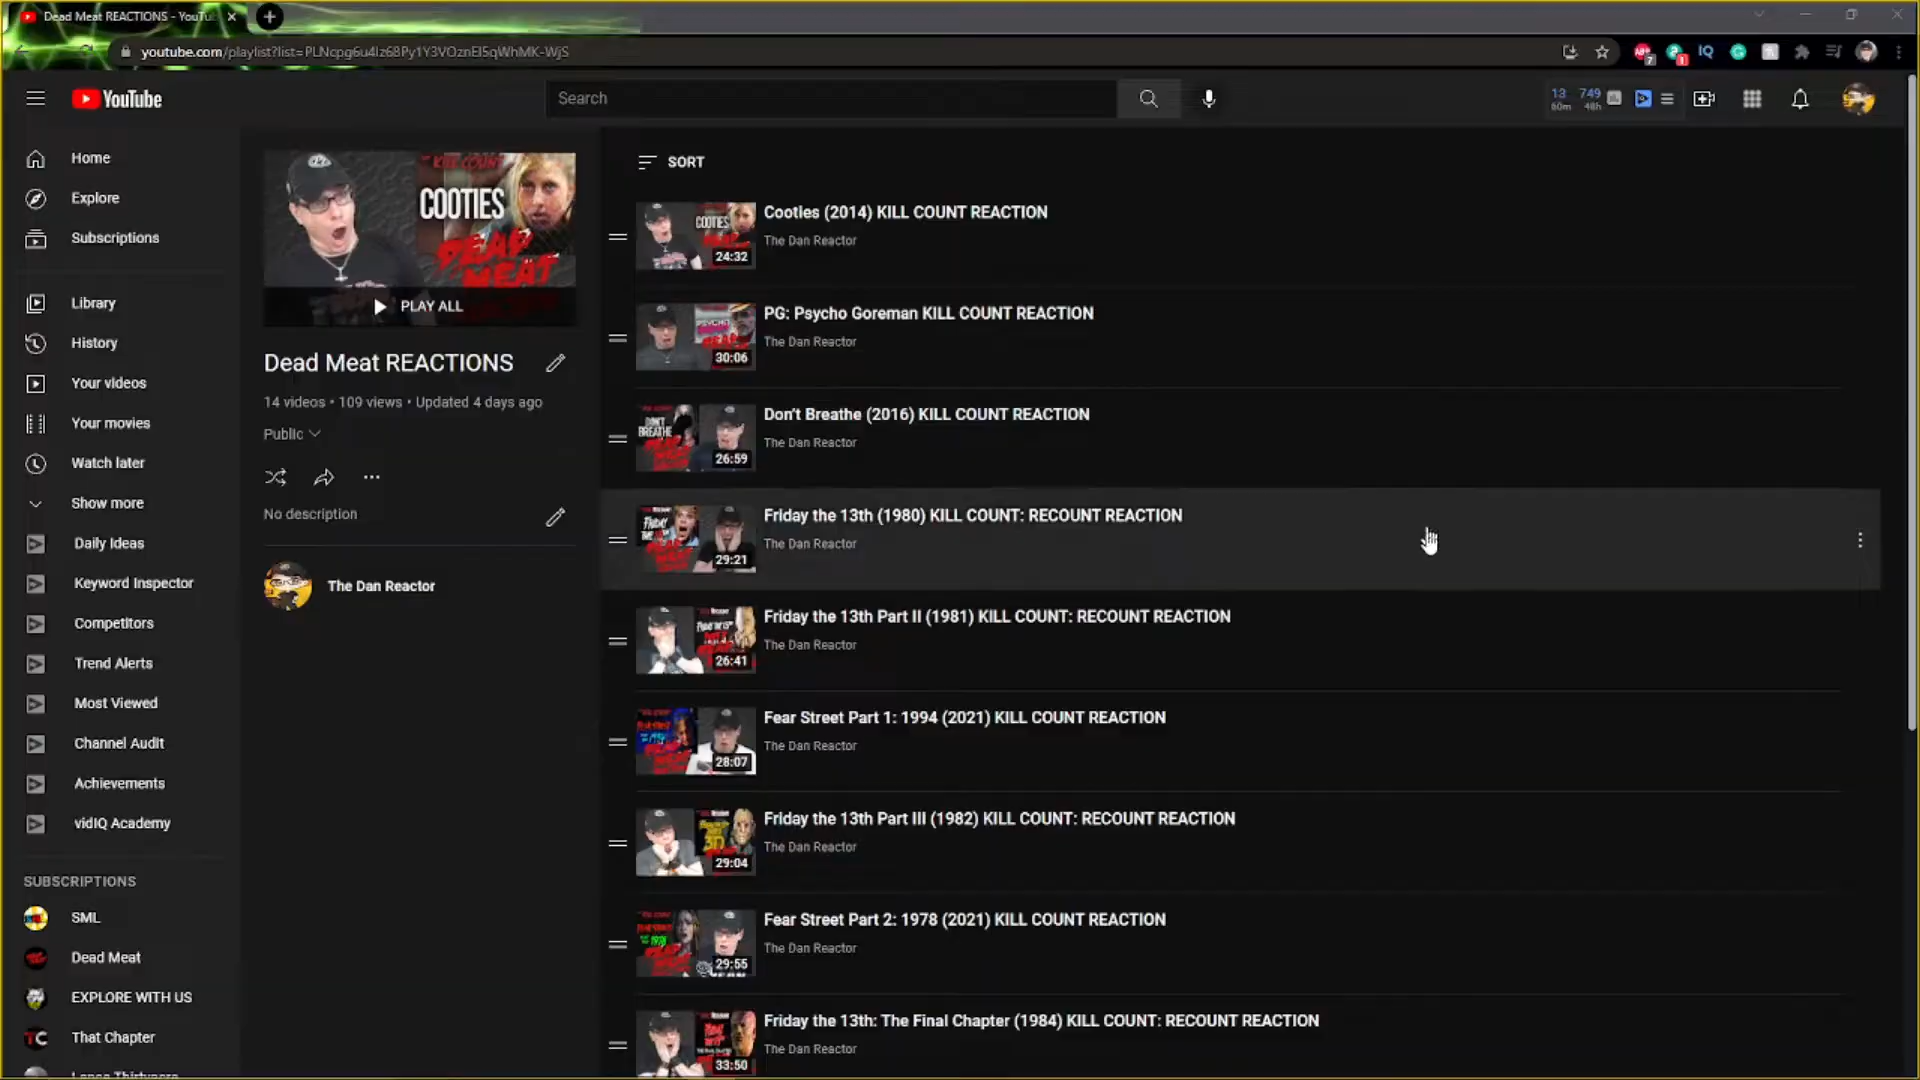 Dead Meat REACTIONS - YouTu
youtube.com/playlist?list=PLNcpg6u4lz68Py1Y3VOznEl5qWhMK-WjS
YouTube
Search
13 749
60m 48h
Home
Explore
Subscriptions
Library
History
Your videos
Your movies
Watch later
Show more
Daily Ideas
Keyword Inspector
Competitors
Trend Alerts
Most Viewed
Channel Audit
Achievements
vidIQ Academy
SUBSCRIPTIONS
SML
Dead Meat
EXPLORE WITH US
That Chapter
KILL COUNT
COOTIES
DEAD MEAT
PLAY ALL
Dead Meat REACTIONS
14 videos • 109 views • Updated 4 days ago
Public
No description
The Dan Reactor
SORT
Cooties (2014) KILL COUNT REACTION
The Dan Reactor
24:32
PG: Psycho Goreman KILL COUNT REACTION
The Dan Reactor
30:06
Don't Breathe (2016) KILL COUNT REACTION
The Dan Reactor
26:59
Friday the 13th (1980) KILL COUNT: RECOUNT REACTION
The Dan Reactor
29:21
Friday the 13th Part II (1981) KILL COUNT: RECOUNT REACTION
The Dan Reactor
26:41
Fear Street Part 1: 1994 (2021) KILL COUNT REACTION
The Dan Reactor
28:07
Friday the 13th Part III (1982) KILL COUNT: RECOUNT REACTION
The Dan Reactor
29:04
Fear Street Part 2: 1978 (2021) KILL COUNT REACTION
The Dan Reactor
29:55
Friday the 13th: The Final Chapter (1984) KILL COUNT: RECOUNT REACTION
The Dan Reactor
33:50